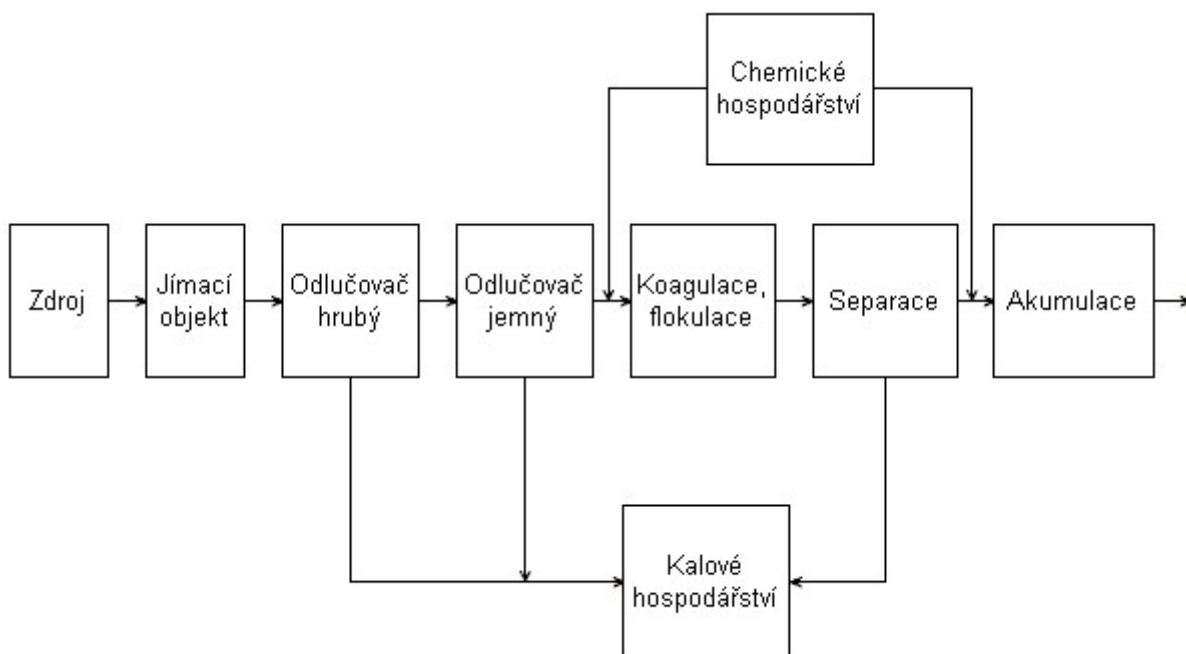 Chemické
hospodářství
Zdroj
Jímací
objekt
Odlučovač
hrubý
Odlučovač
jemný
Koagulace,
flokulace
Separace
Akumulace
Kalové
hospodářství